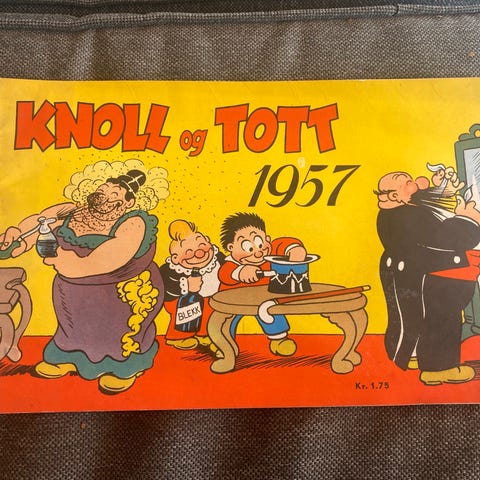 KNOLL og TOTT
1957
BLEKK
Kr. 1.75